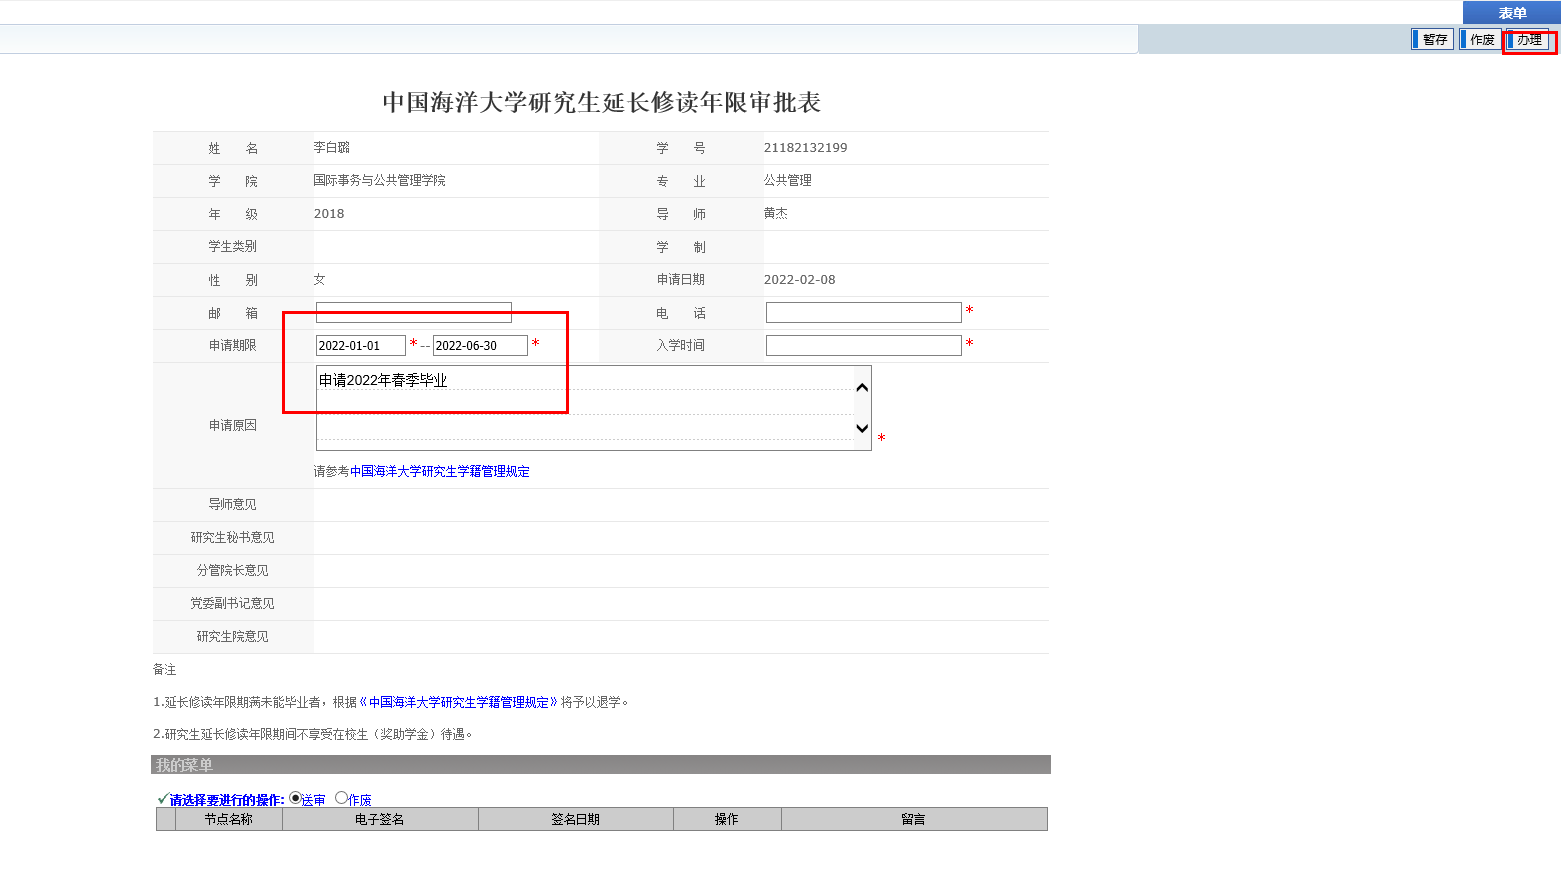 表单
暂存 作废 办理
中国海洋大学研究生延长修读年限审批表
姓 名 李白璐 学 号 21182132199
学 院 国际事务与公共管理学院 专 业 公共管理
年 级 2018 导 师 黄杰
学生类别 学 制
性 别 女 申请日期 2022-02-08
邮 箱 电 话 *
申请期限 2022-01-01 * -- 2022-06-30 * 入学时间 *
申请2022年春季毕业
申请原因 *
请参考中国海洋大学研究生学籍管理规定
导师意见
研究生秘书意见
分管院长意见
党委副书记意见
研究生院意见
备注
1.延长修读年限期满未能毕业者，根据《中国海洋大学研究生学籍管理规定》将予以退学。
2.研究生延长修读年限期间不享受在校生（奖助学金）待遇。
我的菜单
请选择要进行的操作: 送审 作废
节点名称 电子签名 签名日期 操作 留言